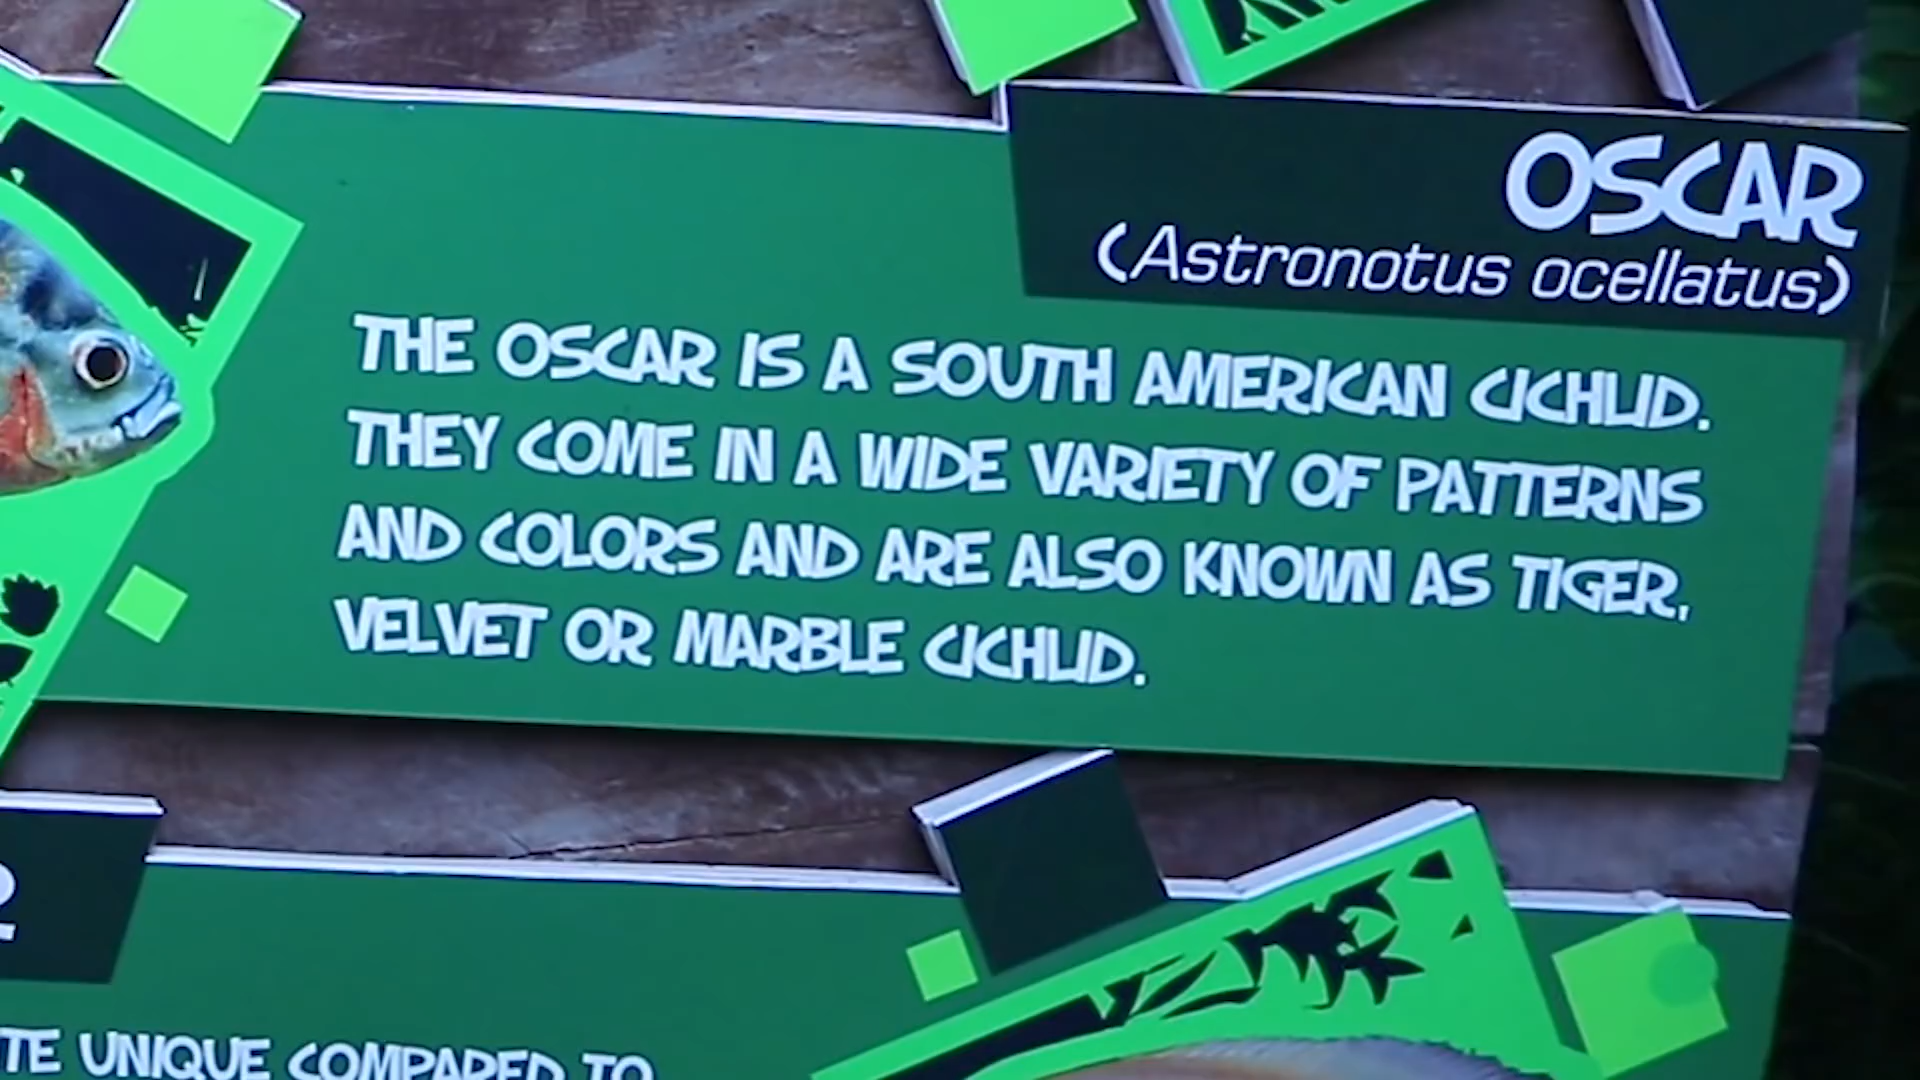 OSCAR
(Astronotus ocellatus)
THE OSCAR IS A SOUTH AMERICAN CICHLID.
THEY COME IN A WIDE VARIETY OF PATTERNS
AND COLORS AND ARE ALSO KNOWN AS TIGER,
VELVET OR MARBLE CICHLID.
UNIQUE COMPARED TO